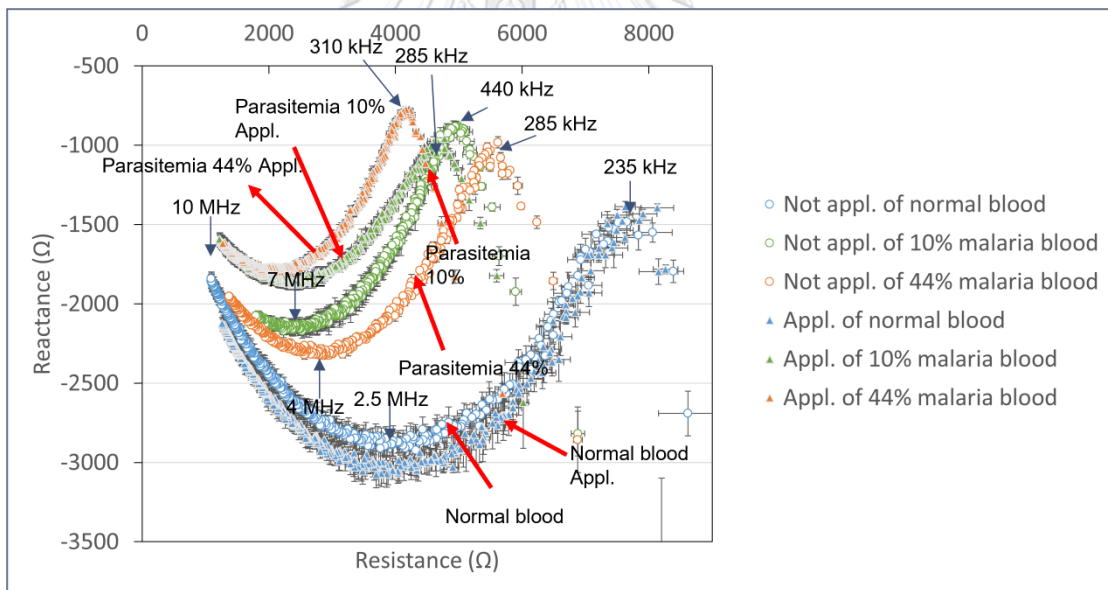 0 2000 4000 6000 8000
-500
-1000
-1500
-2000
-2500
-3000
-3500
Reactance (Ω)
Resistance (Ω)
310 kHz
285 kHz
440 kHz
285 kHz
235 kHz
Parasitemia 10%
Appl.
Parasitemia 44% Appl.
10 MHz
7 MHz
Parasitemia
10%
Parasitemia 44%
4 MHz
2.5 MHz
Normal blood
Appl.
Normal blood
Not appl. of normal blood
Not appl. of 10% malaria blood
Not appl. of 44% malaria blood
Appl. of normal blood
Appl. of 10% malaria blood
Appl. of 44% malaria blood